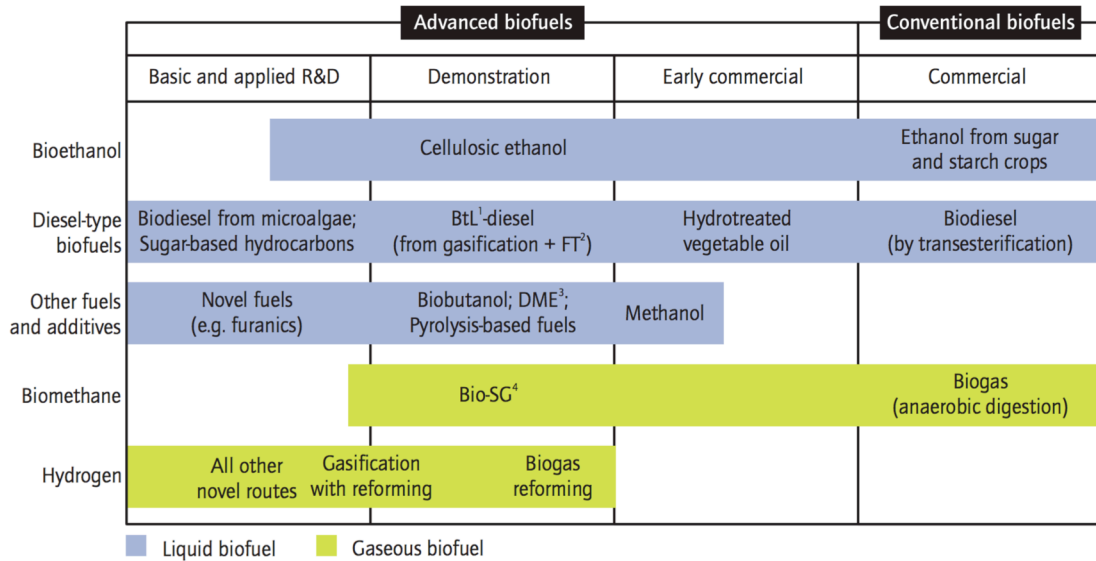 Advanced biofuels
Conventional biofuels
Basic and applied R&D
Demonstration
Early commercial
Commercial
Bioethanol
Cellulosic ethanol
Ethanol from sugar
and starch crops
Diesel-type
biofuels
Biodiesel from microalgae;
Sugar-based hydrocarbons
BtL¹-diesel
(from gasification + FT²)
Hydrotreated
vegetable oil
Biodiesel
(by transesterification)
Other fuels
and additives
Novel fuels
(e.g. furanics)
Biobutanol; DME³;
Pyrolysis-based fuels
Methanol
Biomethane
Bio-SG⁴
Biogas
(anaerobic digestion)
Hydrogen
All other
novel routes
Gasification
with reforming
Biogas
reforming
Liquid biofuel
Gaseous biofuel